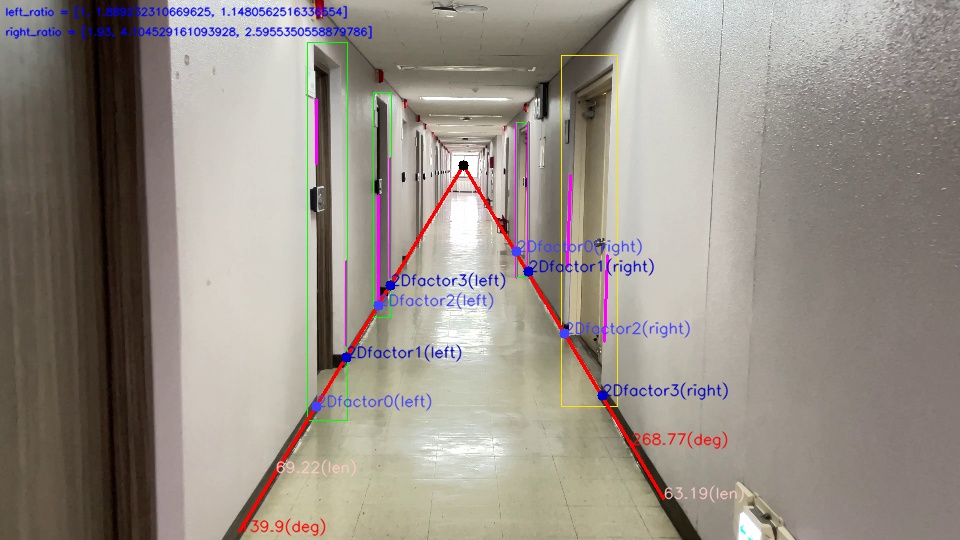 left_ratio = [1, 1.889232310669625, 1.1480562516336554]
right_ratio = [1.93, 4.104529161093928, 2.5955350558879786]
2Dfactor0(right)
2Dfactor1(right)
2Dfactor3(left)
2Dfactor2(left)
2Dfactor2(right)
2Dfactor1(left)
2Dfactor3(right)
2Dfactor0(left)
268.77(deg)
69.22(len)
63.19(len)
39.9(deg)